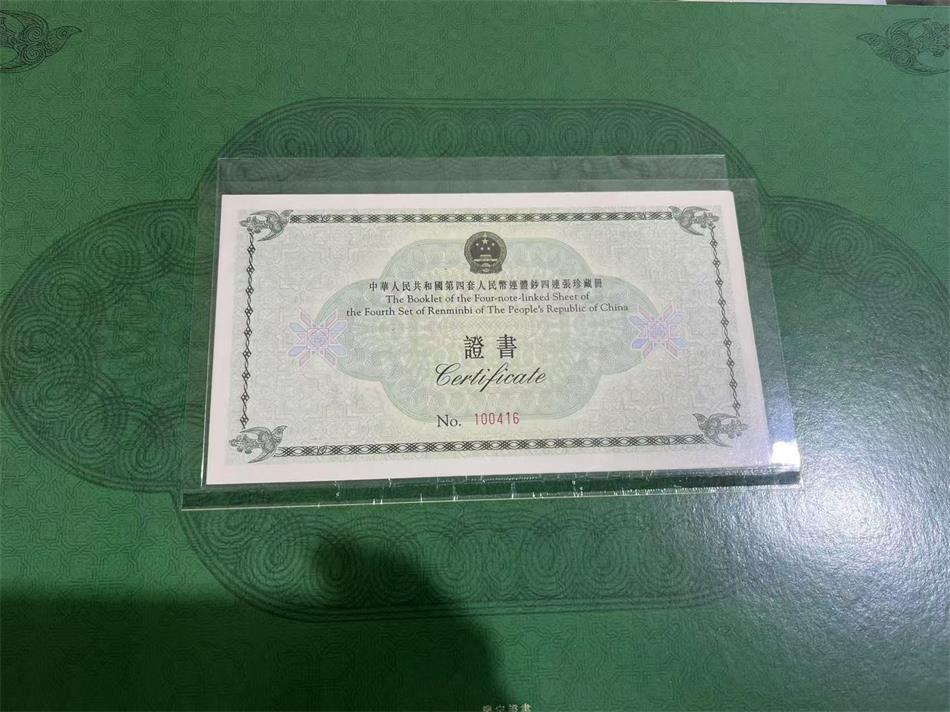 中華人民共和國第四套人民幣連體鈔四連張珍藏冊
The Booklet of the Four-note-linked Sheet of
the Fourth Set of Renminbi of The People's Republic of China
證書
Certificate
No. 100416